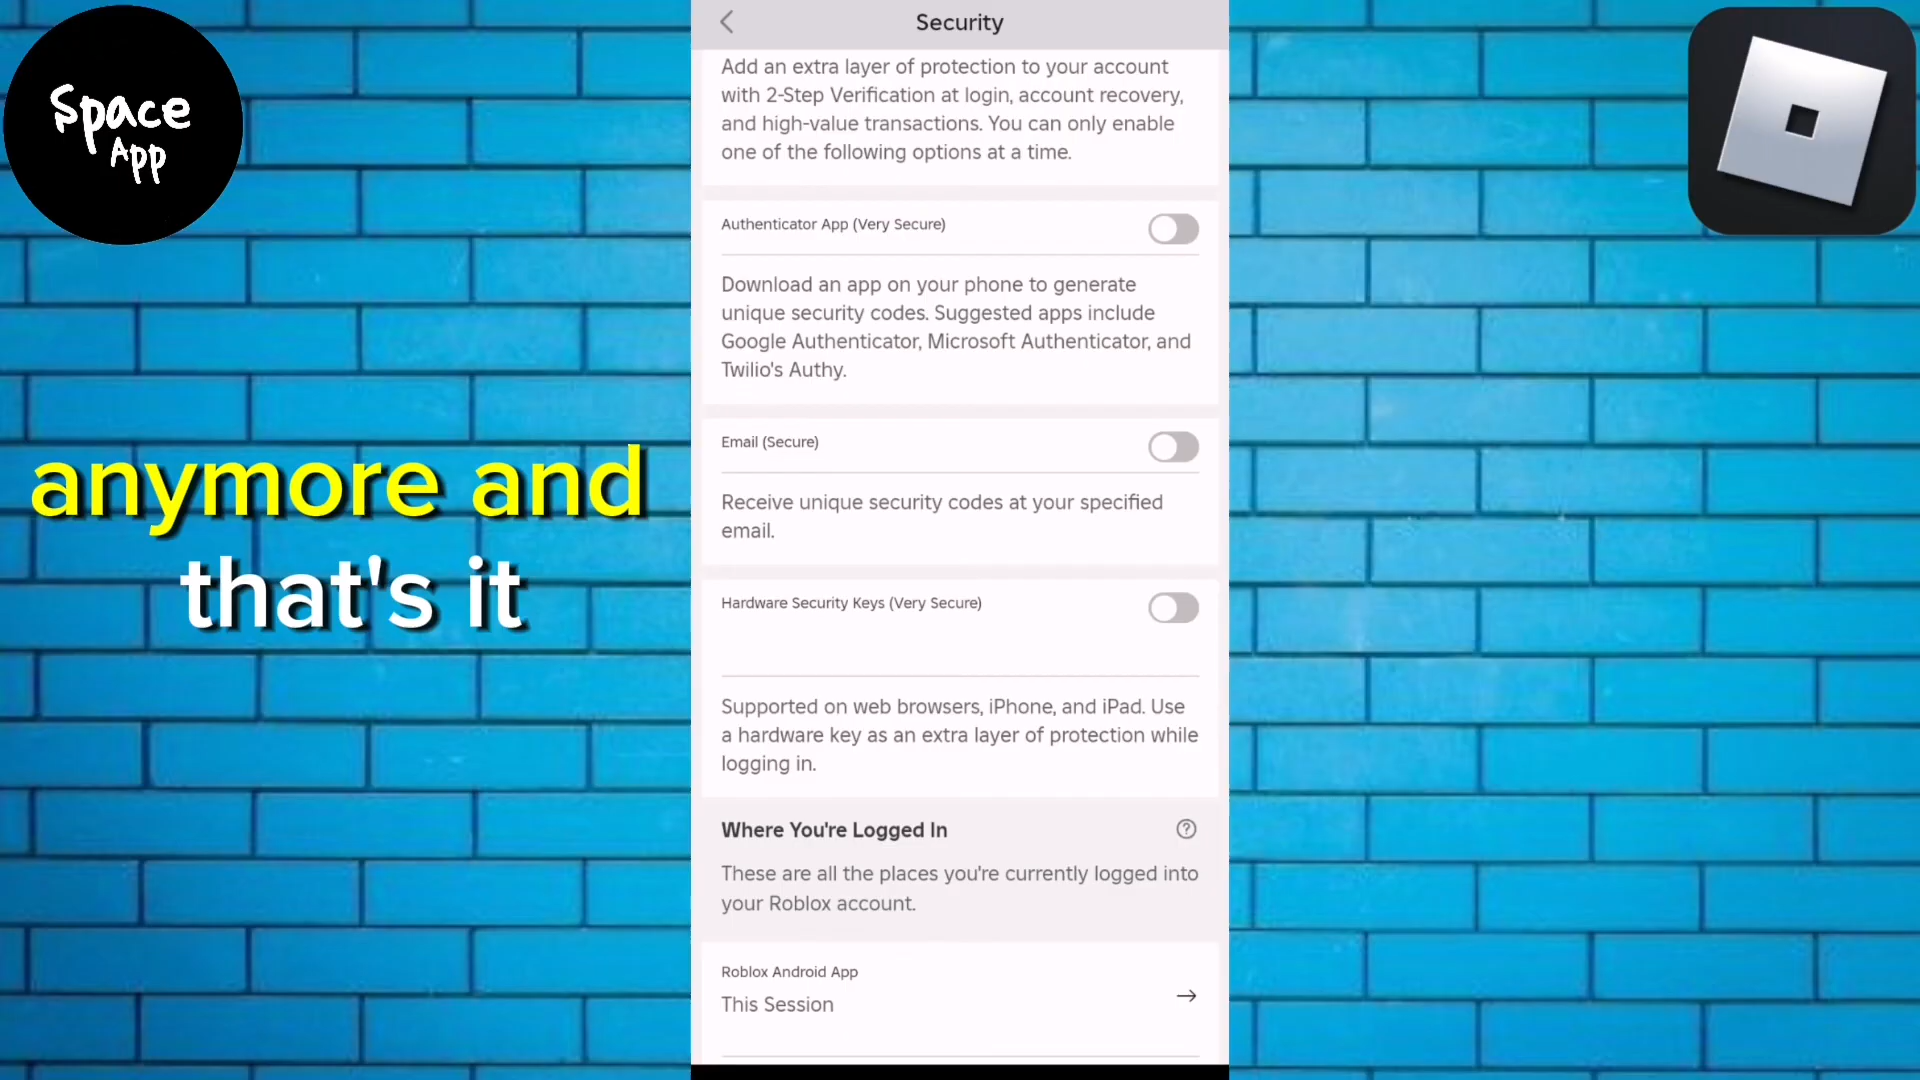 Space
App
anymore and
that's it
Security
Add an extra layer of protection to your account
with 2-Step Verification at login, account recovery,
and high-value transactions. You can only enable
one of the following options at a time.
Authenticator App (Very Secure)
Download an app on your phone to generate
unique security codes. Suggested apps include
Google Authenticator, Microsoft Authenticator, and
Twilio's Authy.
Email (Secure)
Receive unique security codes at your specified
email.
Hardware Security Keys (Very Secure)
Supported on web browsers, iPhone, and iPad. Use
a hardware key as an extra layer of protection while
logging in.
Where You're Logged In
These are all the places you're currently logged into
your Roblox account.
Roblox Android App
This Session